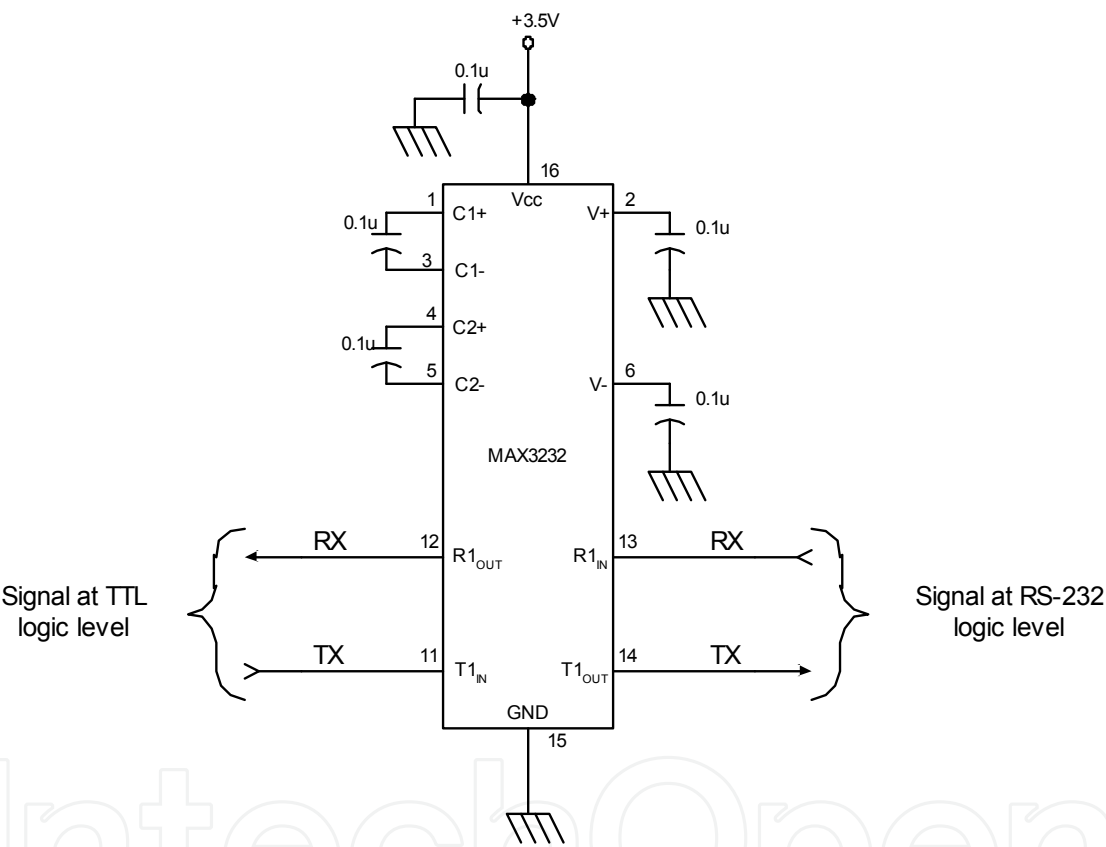 +3.5V
0.1u
16
Vcc
1
C1+
0.1u
3
C1-
2
V+
0.1u
4
C2+
0.1u
5
C2-
6
V-
0.1u
MAX3232
RX
12
R1OUT
R1IN
13
RX
Signal at TTL
logic level
Signal at RS-232
logic level
TX
11
T1IN
T1OUT
14
TX
GND
15
IntechOpen